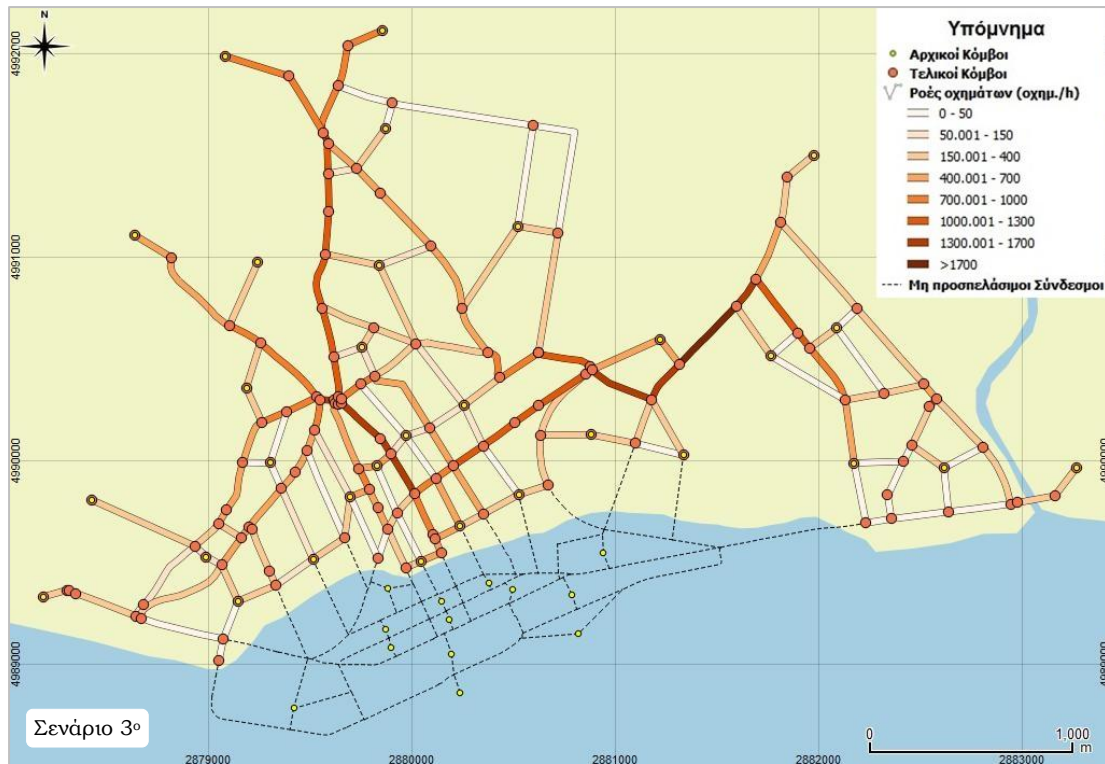 N
Υπόμνημα
Αρχικοί Κόμβοι
Τελικοί Κόμβοι
Ροές οχημάτων (οχημ./h)
0 - 50
50.001 - 150
150.001 - 400
400.001 - 700
700.001 - 1000
1000.001 - 1300
1300.001 - 1700
>1700
Μη προσπελάσιμοι Σύνδεσμοι
4992000
4991000
4990000
4990000
4989000
4989000
Σενάριο 3ο
0 1,000
m
2879000 2880000 2881000 2882000 2883000